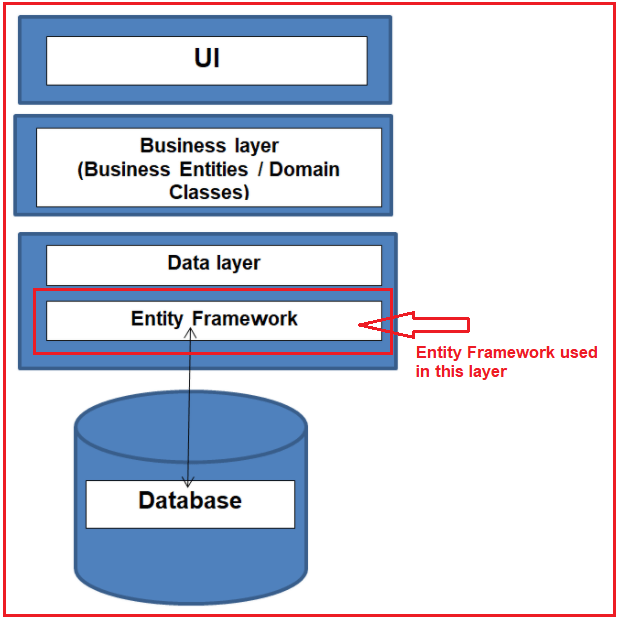 UI
Business layer
(Business Entities / Domain
Classes)
Data layer
Entity Framework
Entity Framework used
in this layer
Database